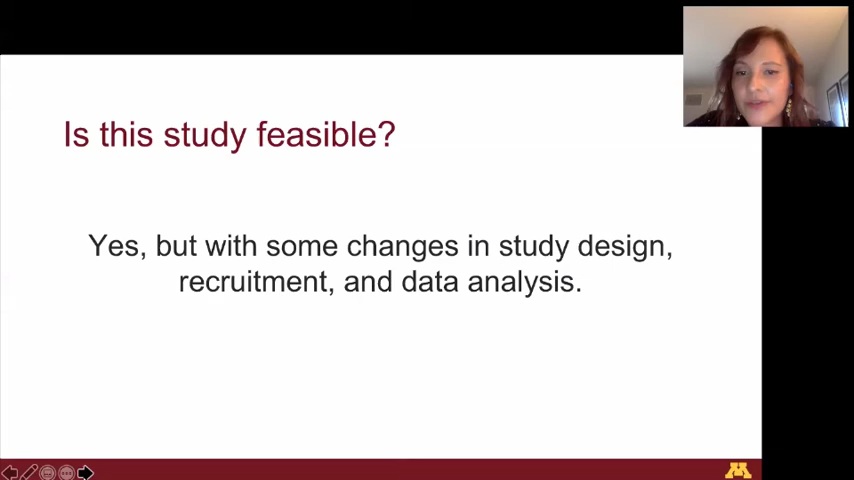 Is this study feasible?
Yes, but with some changes in study design,
recruitment, and data analysis.
M